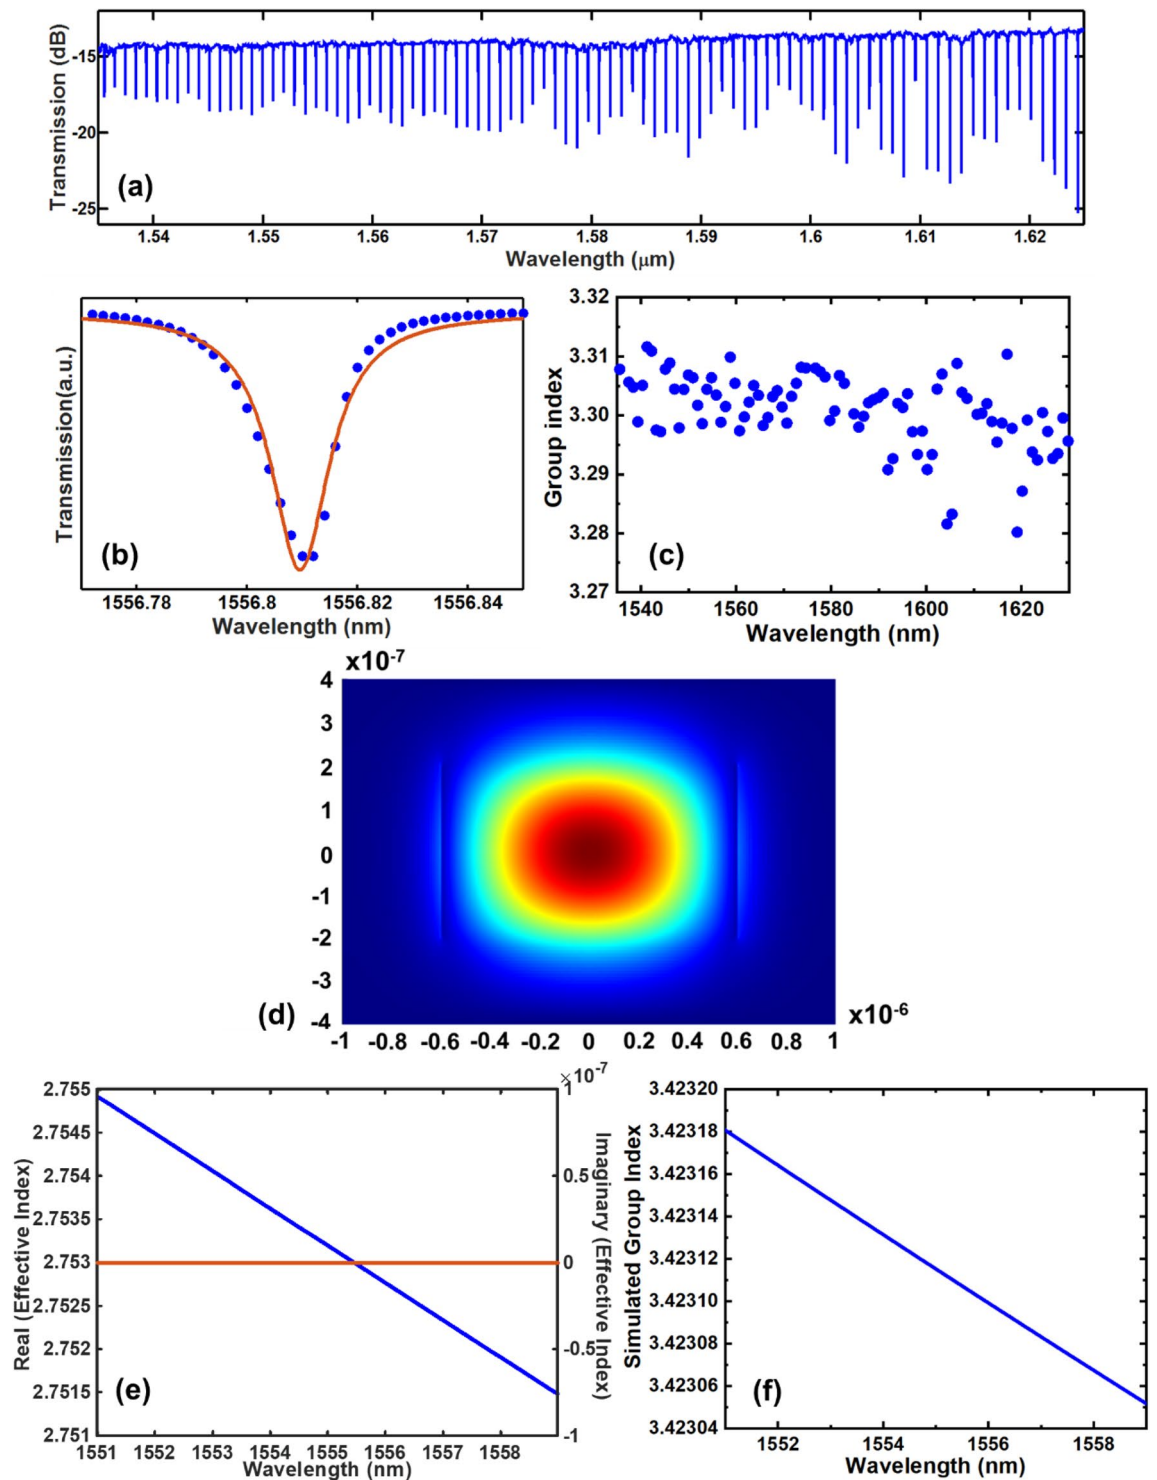 Transmission (dB)
-15
-20
-25
(a)
1.54 1.55 1.56 1.57 1.58 1.59 1.6 1.61 1.62
Wavelength (μm)
Transmission(a.u.)
(b)
1556.78 1556.8 1556.82 1556.84
Wavelength (nm)
Group index
3.32
3.31
3.30
3.29
3.28
3.27
(c)
1540 1560 1580 1600 1620
Wavelength (nm)
x10-7
4
3
2
1
0
-1
-2
-3
-4
(d)
-1 -0.8 -0.6 -0.4 -0.2 0 0.2 0.4 0.6 0.8 1
x10-6
Real (Effective Index)
2.755
2.7545
2.754
2.7535
2.753
2.7525
2.752
2.7515
2.751
(e)
1551 1552 1553 1554 1555 1556 1557 1558
Wavelength (nm)
×10-7
1
0.5
0
-0.5
-1
Imaginary (Effective Index)
Simulated Group Index
3.42320
3.42318
3.42316
3.42314
3.42312
3.42310
3.42308
3.42306
3.42304
(f)
1552 1554 1556 1558
Wavelength (nm)